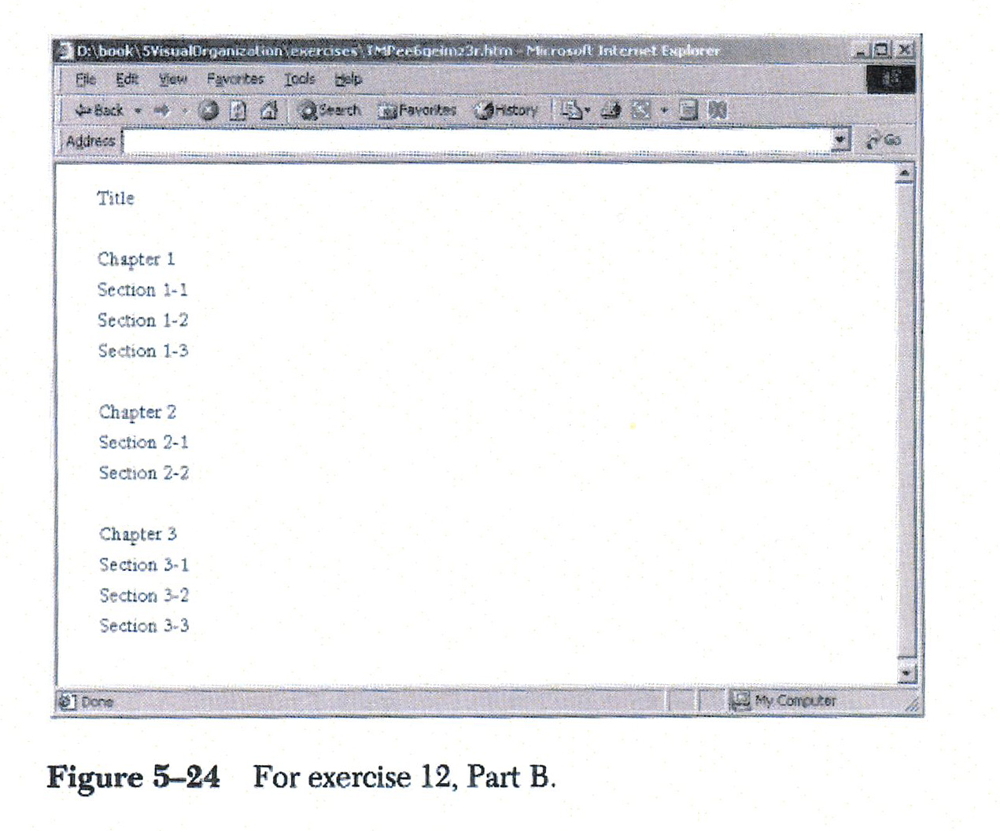 D:\book\5VisualOrganization\exercises\TMPee6qeimz3r.htm - Microsoft Internet Explorer
File Edit View Favorites Tools Help
Back Search Favorites History
Address Go
Title
Chapter 1
Section 1-1
Section 1-2
Section 1-3
Chapter 2
Section 2-1
Section 2-2
Chapter 3
Section 3-1
Section 3-2
Section 3-3
Done My Computer
Figure 5–24 For exercise 12, Part B.